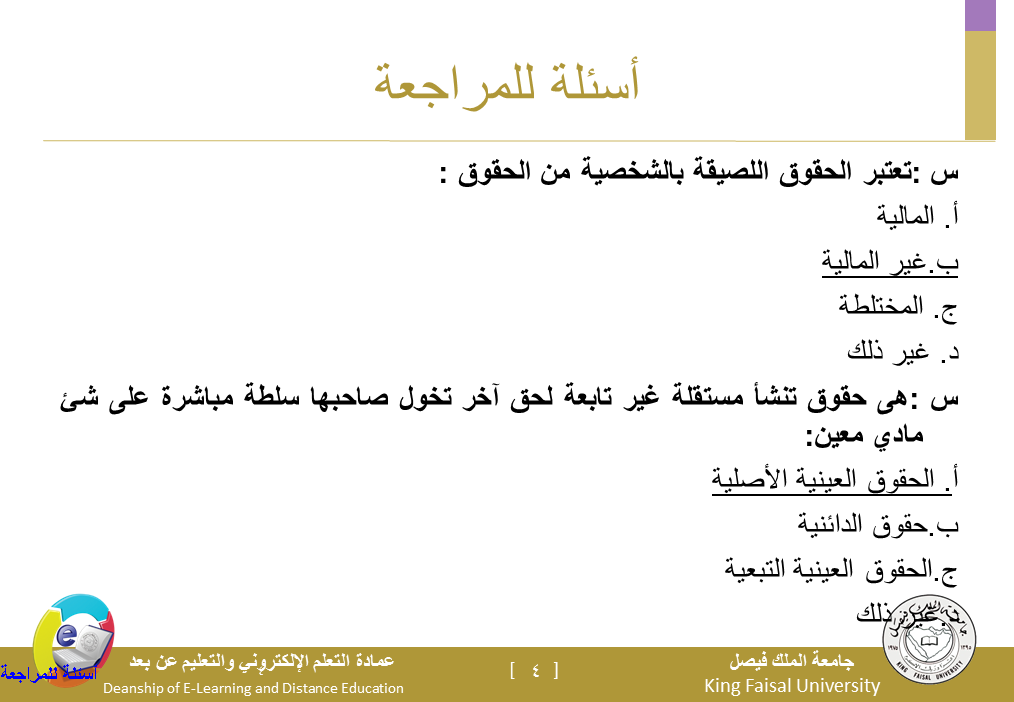 أسئلة للمراجعة
س :تعتبر الحقوق اللصيقة بالشخصية من الحقوق :
أ. المالية
ب.غير المالية
ج. المختلطة
د. غير ذلك
س :هى حقوق تنشأ مستقلة غير تابعة لحق آخر تخول صاحبها سلطة مباشرة على شئ
مادي معين:
أ. الحقوق العينية الأصلية
ب.حقوق الدائنية
ج.الحقوق العينية التبعية
د.غير ذلك
جامعة الملك فيصل
King Faisal University
[ ٤ ]
عمادة التعلم الإلكتروني والتعليم عن بعد
Deanship of E-Learning and Distance Education
أسئلة للمراجعة
KING FAISAL UNIVERSITY